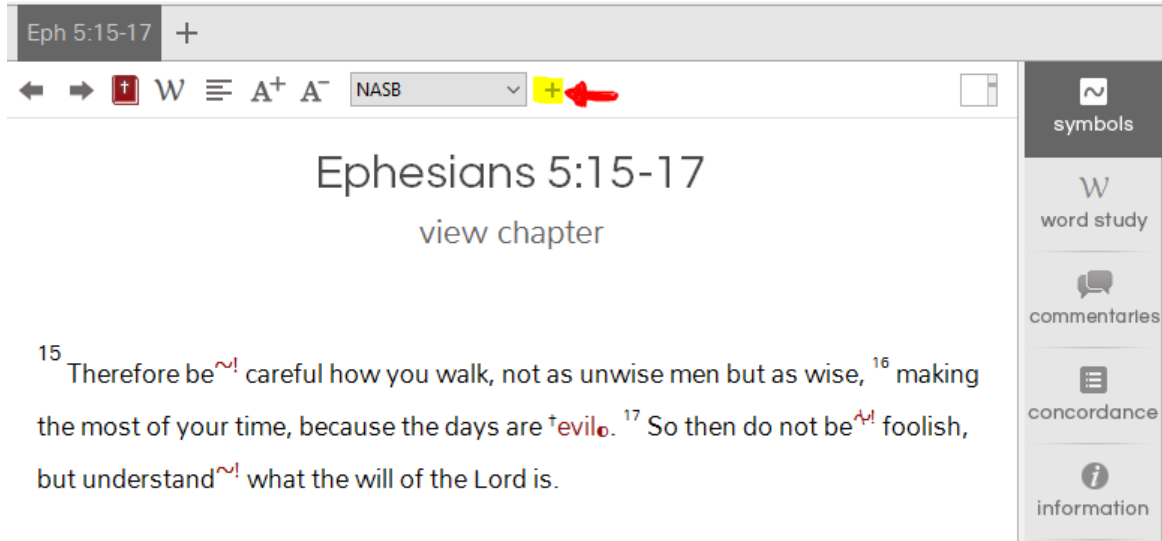 Eph 5:15-17 +
W A+ A- NASB +
symbols
Ephesians 5:15-17
view chapter
W
word study
commentaries
15 Therefore be~! careful how you walk, not as unwise men but as wise, 16 making
the most of your time, because the days are †evil. 17 So then do not be~! foolish,
but understand~! what the will of the Lord is.
concordance
information